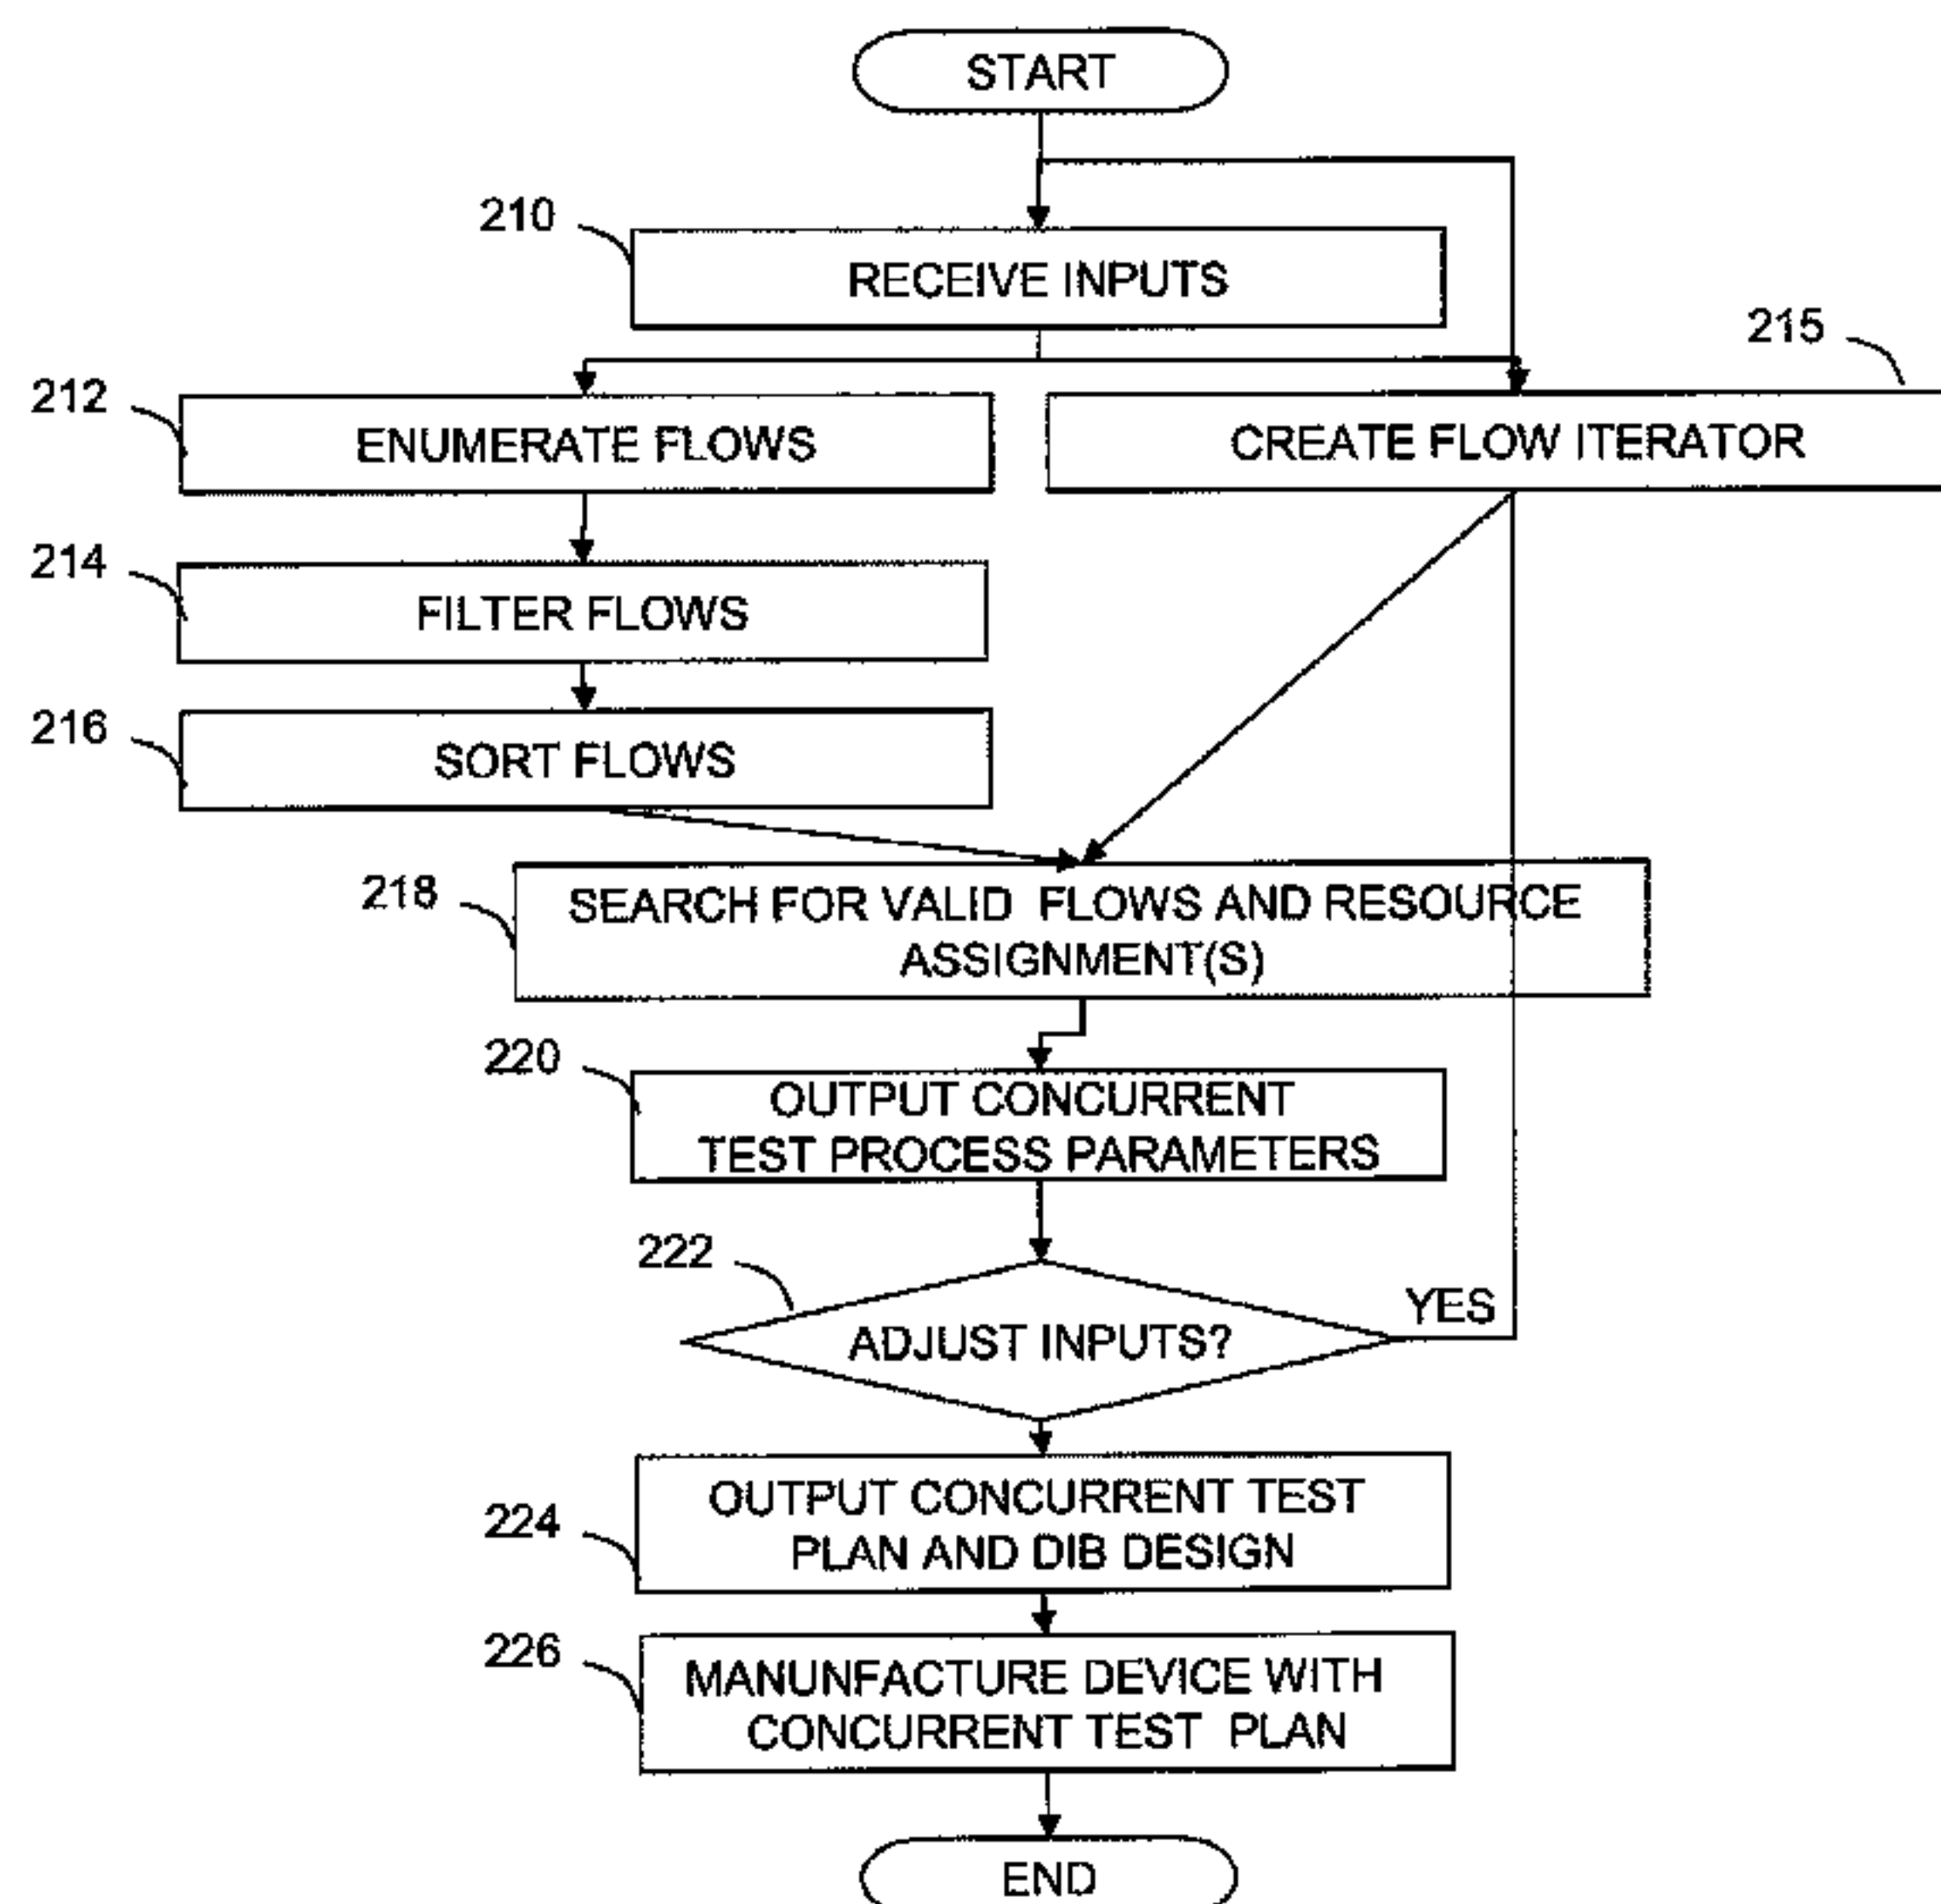 START
210
RECEIVE INPUTS
215
212
ENUMERATE FLOWS
CREATE FLOW ITERATOR
214
FILTER FLOWS
216
SORT FLOWS
218
SEARCH FOR VALID FLOWS AND RESOURCE
ASSIGNMENT(S)
220
OUTPUT CONCURRENT
TEST PROCESS PARAMETERS
222
YES
ADJUST INPUTS?
224
OUTPUT CONCURRENT TEST
PLAN AND DIB DESIGN
226
MANUNFACTURE DEVICE WITH
CONCURRENT TEST PLAN
END